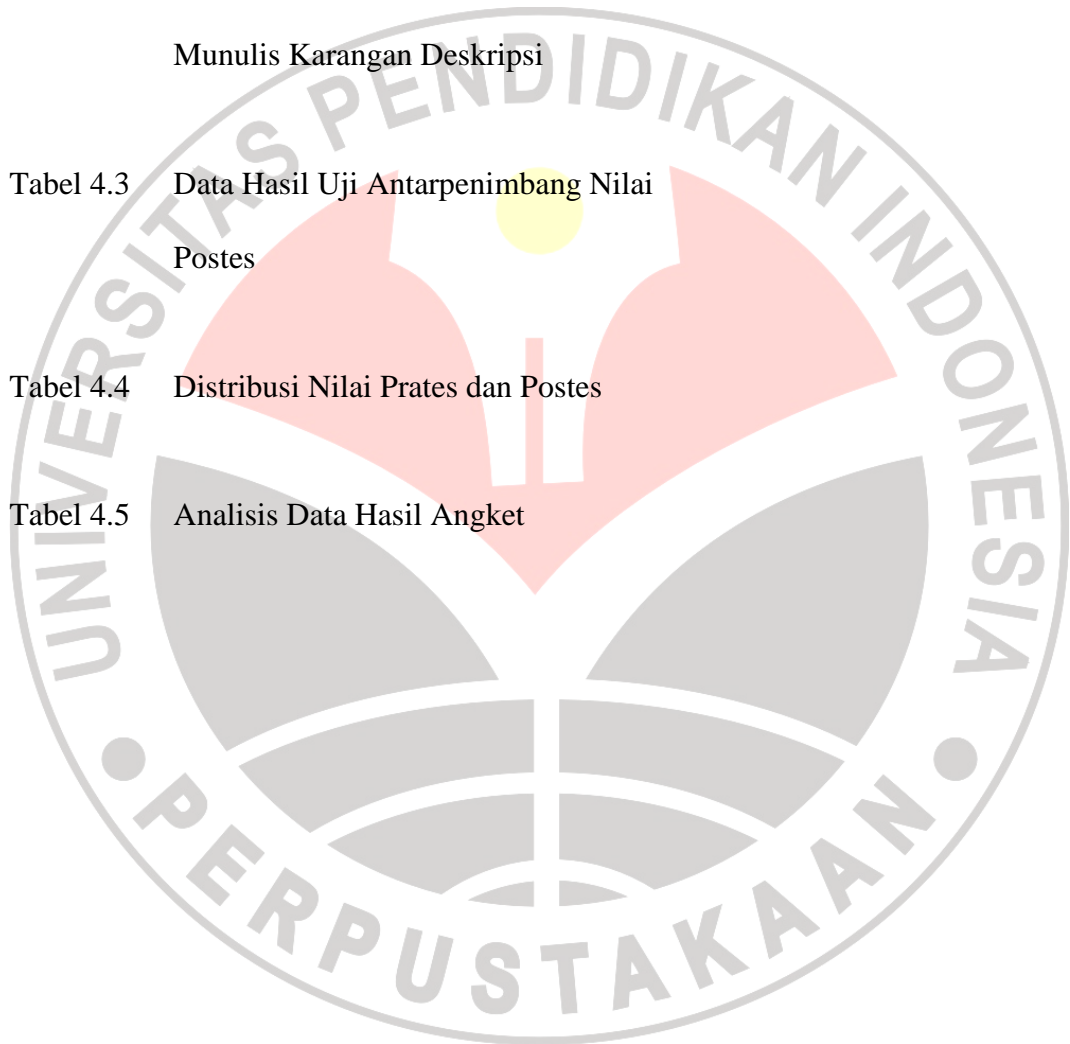 Munulis Karangan Deskripsi
Tabel 4.3 Data Hasil Uji Antarpenimbang Nilai
Postes
Tabel 4.4 Distribusi Nilai Prates dan Postes
Tabel 4.5 Analisis Data Hasil Angket
UNIVERSITAS PENDIDIKAN INDONESIA
PERPUSTAKAAN